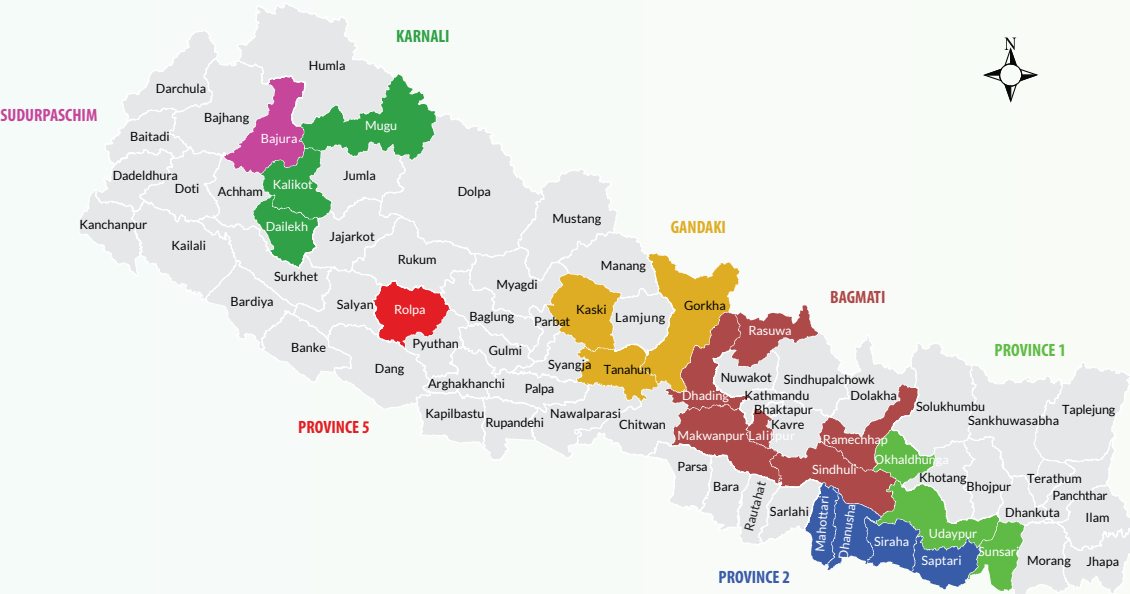 KARNALI
N
Humla
Darchula
SUDURPASCHIM
Bajhang
Mugu
Baitadi
Bajura
Dadeldhura
Jumla
Doti
Kalikot
Achham
Dolpa
Mustang
Kanchanpur
Dailekh
GANDAKI
Jajarkot
Kailali
Rukum
Manang
Surkhet
Myagdi
BAGMATI
Bardiya
Salyan
Rolpa
Kaski
Gorkha
Baglung
Parbat
Lamjung
Rasuwa
Banke
Pyuthan
Gulmi
PROVINCE 1
Dang
Syangja
Tanahun
Nuwakot
Sindhupalchowk
Arghakhanchi
Palpa
Dhading
Kathmandu
Dolakha
Kapilbastu
Nawalparasi
Bhaktapur
Solukhumbu
Taplejung
Rupandehi
Chitwan
Kavre
Sankhuwasabha
PROVINCE 5
Makwanpur
Lalitpur
Ramechhap
Parsa
Sindhuli
Okhaldhunga
Bara
Khotang
Bhojpur
Terathum
Rautahat
Panchthar
Sarlahi
Mahottari
Dhanusha
Dhankuta
Ilam
Siraha
Udaypur
Saptari
Sunsari
Morang
Jhapa
PROVINCE 2